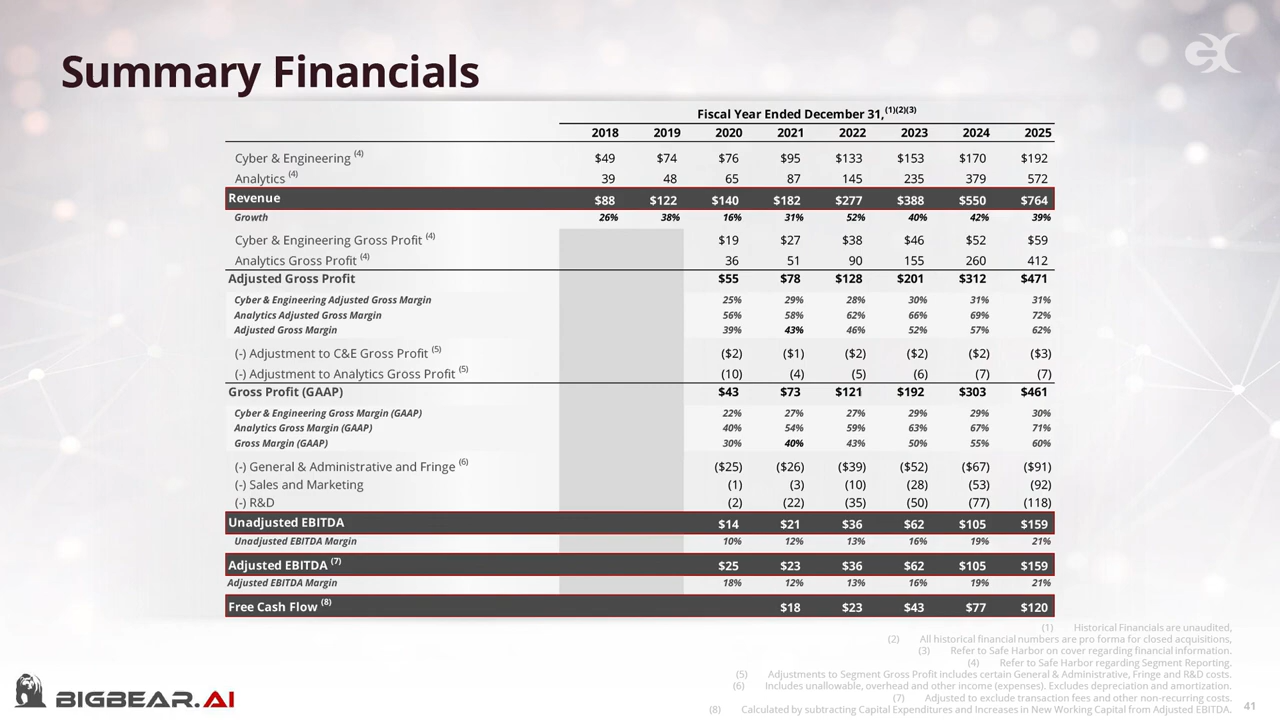 Summary Financials
Fiscal Year Ended December 31,(1)(2)(3)
2018 2019 2020 2021 2022 2023 2024 2025
Cyber & Engineering (4) $49 $74 $76 $95 $133 $153 $170 $192
Analytics (4) 39 48 65 87 145 235 379 572
Revenue $88 $122 $140 $182 $277 $388 $550 $764
Growth 26% 38% 16% 31% 52% 40% 42% 39%
Cyber & Engineering Gross Profit (4) $19 $27 $38 $46 $52 $59
Analytics Gross Profit (4) 36 51 90 155 260 412
Adjusted Gross Profit $55 $78 $128 $201 $312 $471
Cyber & Engineering Adjusted Gross Margin 25% 29% 28% 30% 31% 31%
Analytics Adjusted Gross Margin 56% 58% 62% 66% 69% 72%
Adjusted Gross Margin 39% 43% 46% 52% 57% 62%
(-) Adjustment to C&E Gross Profit (5) ($2) ($1) ($2) ($2) ($2) ($3)
(-) Adjustment to Analytics Gross Profit (5) (10) (4) (5) (6) (7) (7)
Gross Profit (GAAP) $43 $73 $121 $192 $303 $461
Cyber & Engineering Gross Margin (GAAP) 22% 27% 27% 29% 29% 30%
Analytics Gross Margin (GAAP) 40% 54% 59% 63% 67% 71%
Gross Margin (GAAP) 30% 40% 43% 50% 55% 60%
(-) General & Administrative and Fringe (6) ($25) ($26) ($39) ($52) ($67) ($91)
(-) Sales and Marketing (1) (3) (10) (28) (53) (92)
(-) R&D (2) (22) (35) (50) (77) (118)
Unadjusted EBITDA $14 $21 $36 $62 $105 $159
Unadjusted EBITDA Margin 10% 12% 13% 16% 19% 21%
Adjusted EBITDA (7) $25 $23 $36 $62 $105 $159
Adjusted EBITDA Margin 18% 12% 13% 16% 19% 21%
Free Cash Flow (8) $18 $23 $43 $77 $120
(1) Historical Financials are unaudited,
(2) All historical financial numbers are pro forma for closed acquisitions,
(3) Refer to Safe Harbor on cover regarding financial information.
(4) Refer to Safe Harbor regarding Segment Reporting.
(5) Adjustments to Segment Gross Profit includes certain General & Administrative, Fringe and R&D costs.
(6) Includes unallowable, overhead and other income (expenses). Excludes depreciation and amortization.
(7) Adjusted to exclude transaction fees and other non-recurring costs.
(8) Calculated by subtracting Capital Expenditures and Increases in New Working Capital from Adjusted EBITDA.
BIGBEAR.AI
41